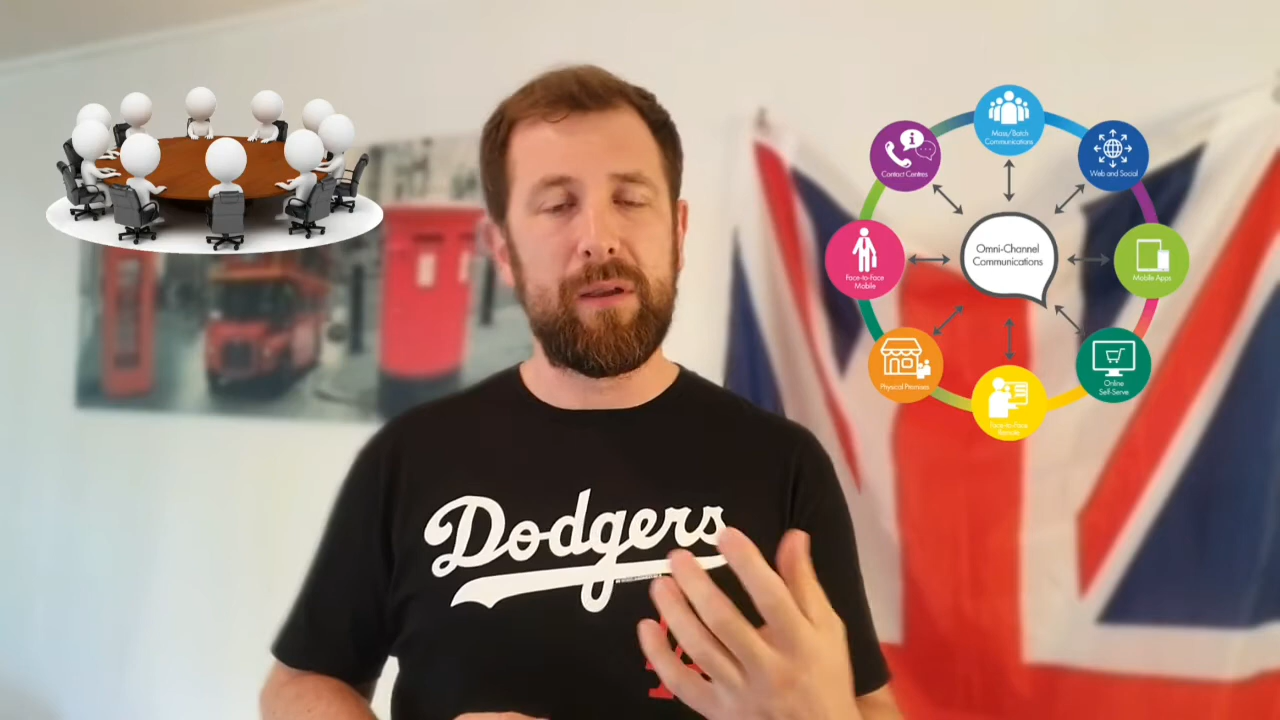 Mass/Batch
Communications
Contact Centres
Web and Social
Omni-Channel
Communications
Face-to-Face
Mobile
Mobile Apps
Physical Premises
Online
Self-Serve
Face-to-Face
Remote
Dodgers